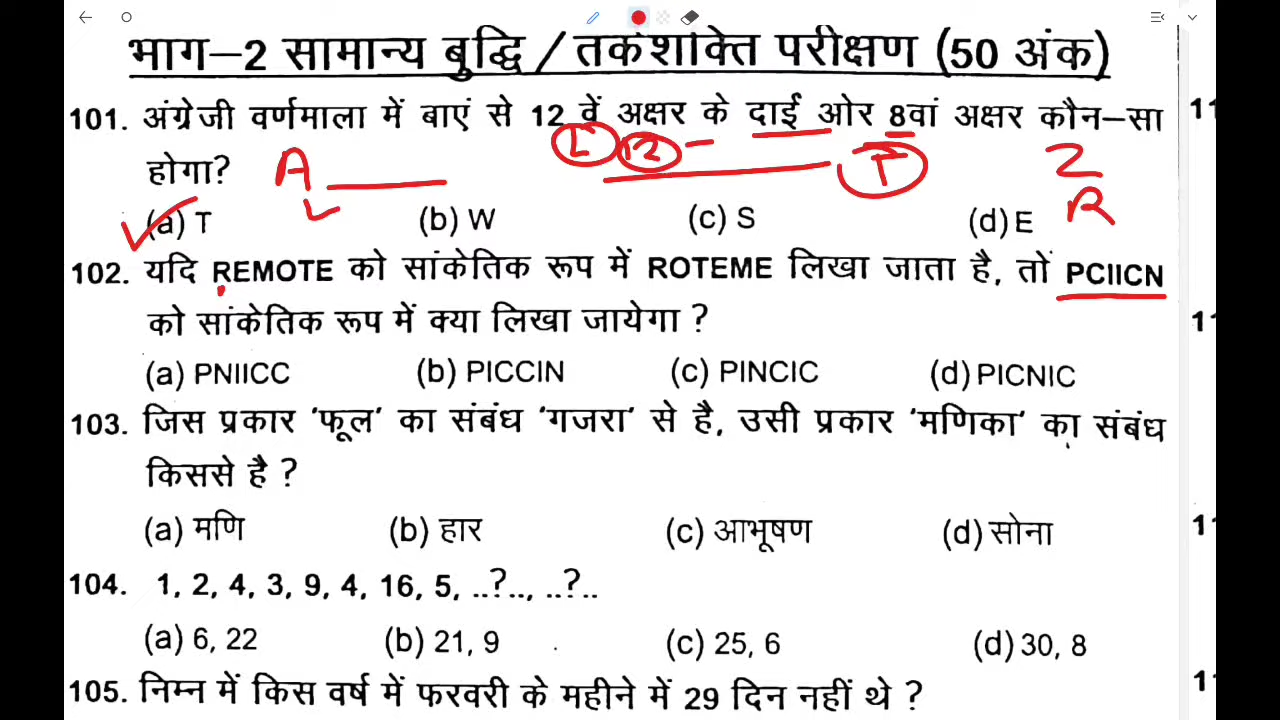 भाग–2 सामान्य बुद्धि / तर्कशक्ति परीक्षण (50 अंक)
101. अंग्रेजी वर्णमाला में बाएं से 12 वें अक्षर के दाईं ओर 8वां अक्षर कौन–सा
L 12 – T Z
होगा? A
L R
(a) T (b) W (c) S (d) E
102. यदि REMOTE को सांकेतिक रूप में ROTEME लिखा जाता है, तों PCIICN
को सांकेतिक रूप में क्या लिखा जायेगा ?
(a) PNIICC (b) PICCIN (c) PINCIC (d) PICNIC
103. जिस प्रकार ‘फूल’ का संबंध ‘गजरा’ से है, उसी प्रकार ‘मणिका’ का संबंध
किससे है ?
(a) मणि (b) हार (c) आभूषण (d) सोना
104. 1, 2, 4, 3, 9, 4, 16, 5, ..?.., ..?..
(a) 6, 22 (b) 21, 9 (c) 25, 6 (d) 30, 8
105. निम्न में किस वर्ष में फरवरी के महीने में 29 दिन नहीं थे ?